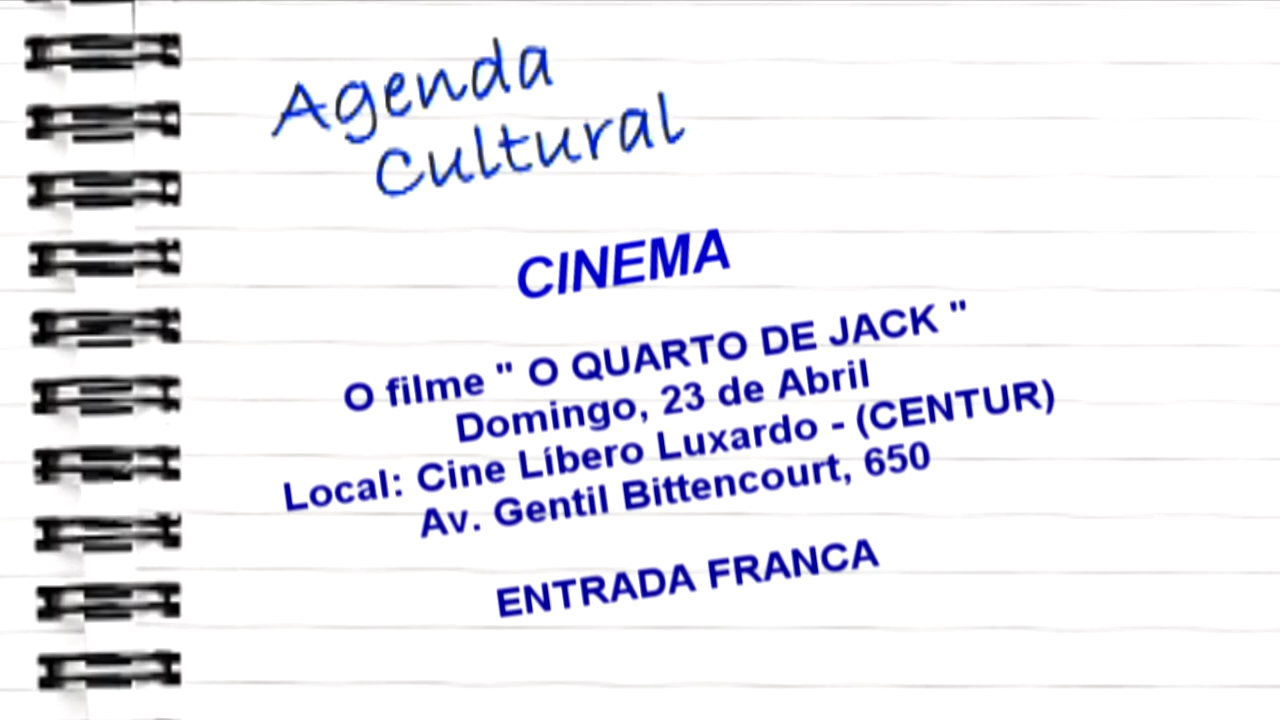 Agenda
Cultural
CINEMA
O filme " O QUARTO DE JACK "
Domingo, 23 de Abril
Local: Cine Líbero Luxardo - (CENTUR)
Av. Gentil Bittencourt, 650
ENTRADA FRANCA